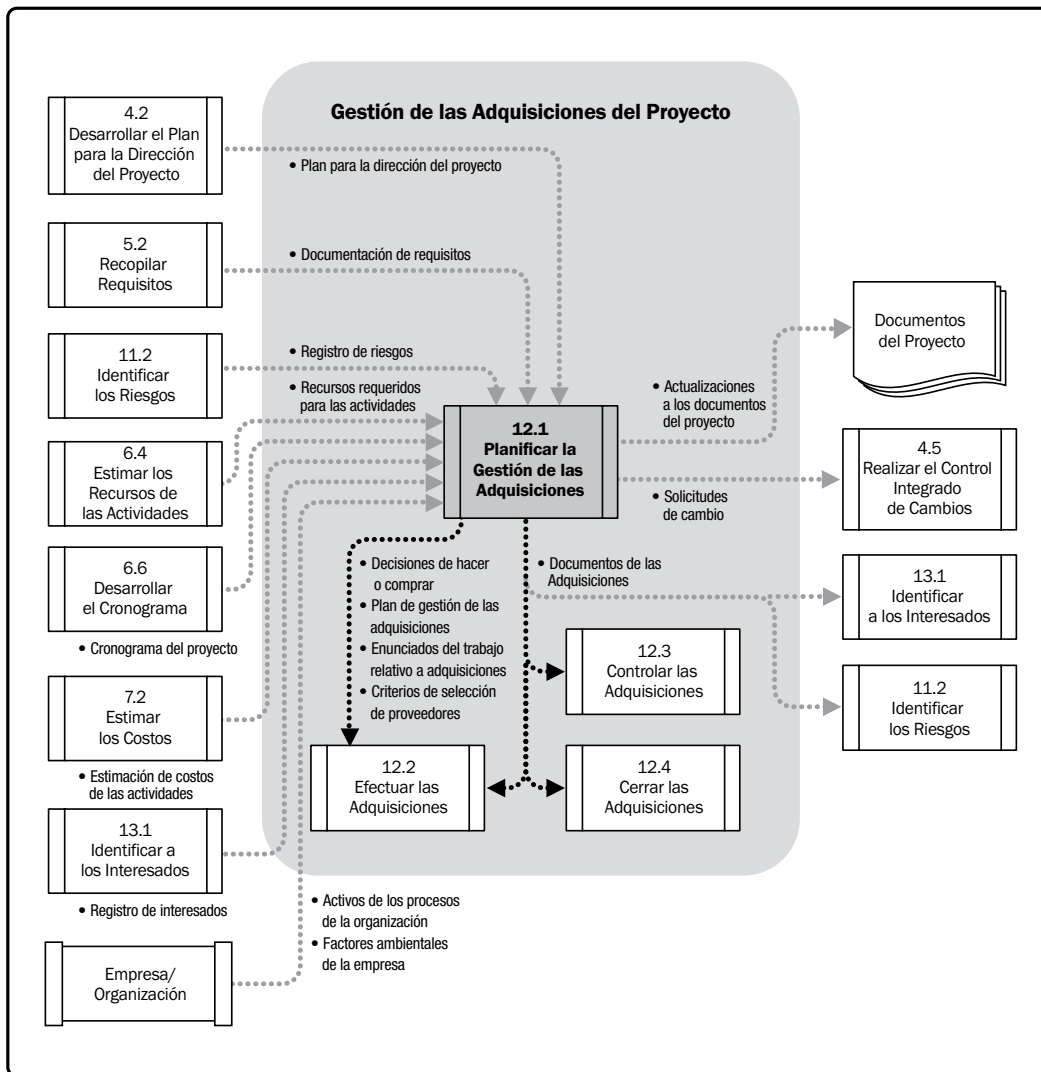 Gestión de las Adquisiciones del Proyecto
4.2
Desarrollar el Plan
para la Dirección
del Proyecto
• Plan para la dirección del proyecto
5.2
Recopilar
Requisitos
• Documentación de requisitos
11.2
Identificar
los Riesgos
• Registro de riesgos
• Recursos requeridos
para las actividades
6.4
Estimar los
Recursos de
las Actividades
6.6
Desarrollar
el Cronograma
• Cronograma del proyecto
7.2
Estimar
los Costos
• Estimación de costos
de las actividades
13.1
Identificar a
los Interesados
• Registro de interesados
Empresa/
Organización
• Activos de los procesos
de la organización
• Factores ambientales
de la empresa
12.1
Planificar la
Gestión de las
Adquisiciones
• Decisiones de hacer
o comprar
• Plan de gestión de las
adquisiciones
• Enunciados del trabajo
relativo a adquisiciones
• Criterios de selección
de proveedores
12.2
Efectuar las
Adquisiciones
• Documentos de las
Adquisiciones
12.3
Controlar las
Adquisiciones
12.4
Cerrar las
Adquisiciones
• Actualizaciones
a los documentos
del proyecto
• Solicitudes
de cambio
Documentos
del Proyecto
4.5
Realizar el Control
Integrado
de Cambios
13.1
Identificar
a los Interesados
11.2
Identificar
los Riesgos